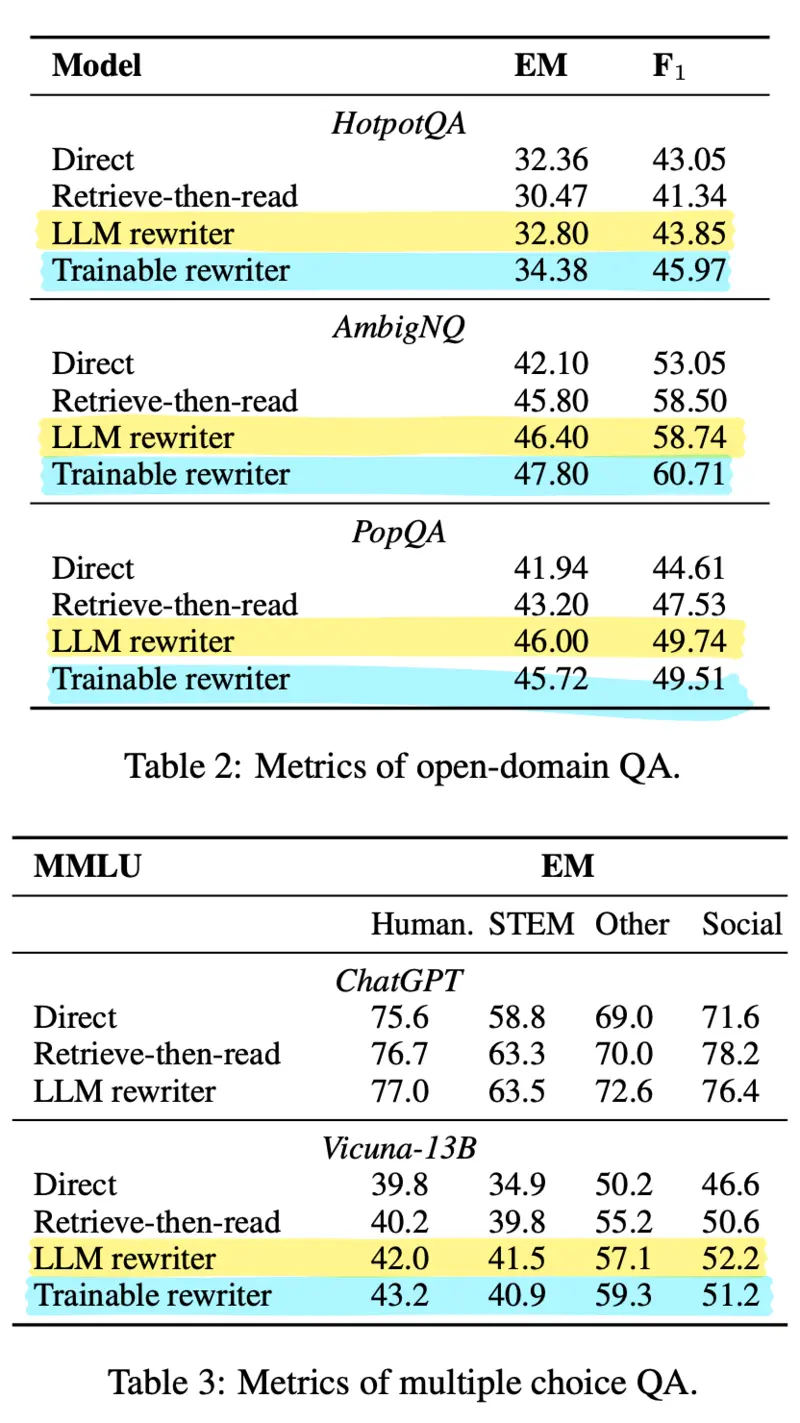 Model EM F₁
HotpotQA
Direct 32.36 43.05
Retrieve-then-read 30.47 41.34
LLM rewriter 32.80 43.85
Trainable rewriter 34.38 45.97
AmbigNQ
Direct 42.10 53.05
Retrieve-then-read 45.80 58.50
LLM rewriter 46.40 58.74
Trainable rewriter 47.80 60.71
PopQA
Direct 41.94 44.61
Retrieve-then-read 43.20 47.53
LLM rewriter 46.00 49.74
Trainable rewriter 45.72 49.51
Table 2: Metrics of open-domain QA.
MMLU EM
Human. STEM Other Social
ChatGPT
Direct 75.6 58.8 69.0 71.6
Retrieve-then-read 76.7 63.3 70.0 78.2
LLM rewriter 77.0 63.5 72.6 76.4
Vicuna-13B
Direct 39.8 34.9 50.2 46.6
Retrieve-then-read 40.2 39.8 55.2 50.6
LLM rewriter 42.0 41.5 57.1 52.2
Trainable rewriter 43.2 40.9 59.3 51.2
Table 3: Metrics of multiple choice QA.